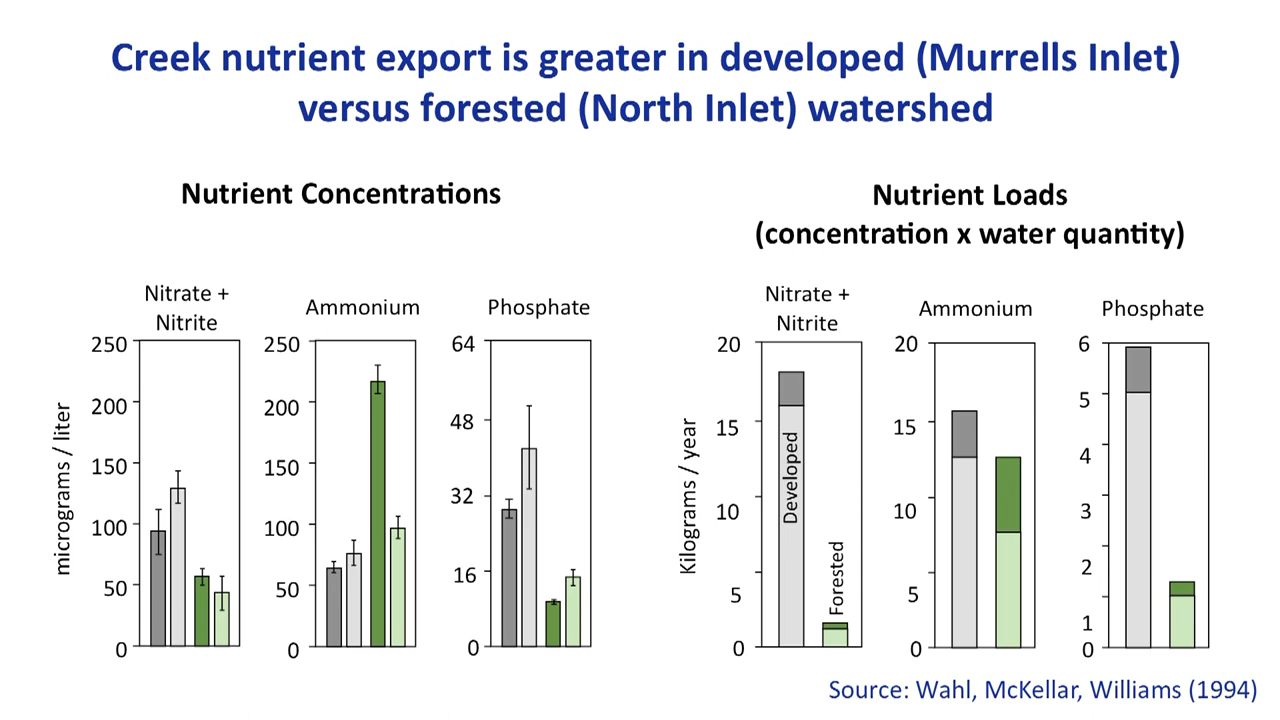 Creek nutrient export is greater in developed (Murrells Inlet)
versus forested (North Inlet) watershed
Nutrient Concentrations
Nitrate +
Nitrite
Ammonium
Phosphate
micrograms / liter
250
200
150
100
50
0
250
200
150
100
50
0
64
48
32
16
0
Nutrient Loads
(concentration x water quantity)
Nitrate +
Nitrite
Ammonium
Phosphate
Kilograms / year
20
15
10
5
0
Developed
Forested
20
15
10
5
0
6
5
4
3
2
1
0
Source: Wahl, McKellar, Williams (1994)